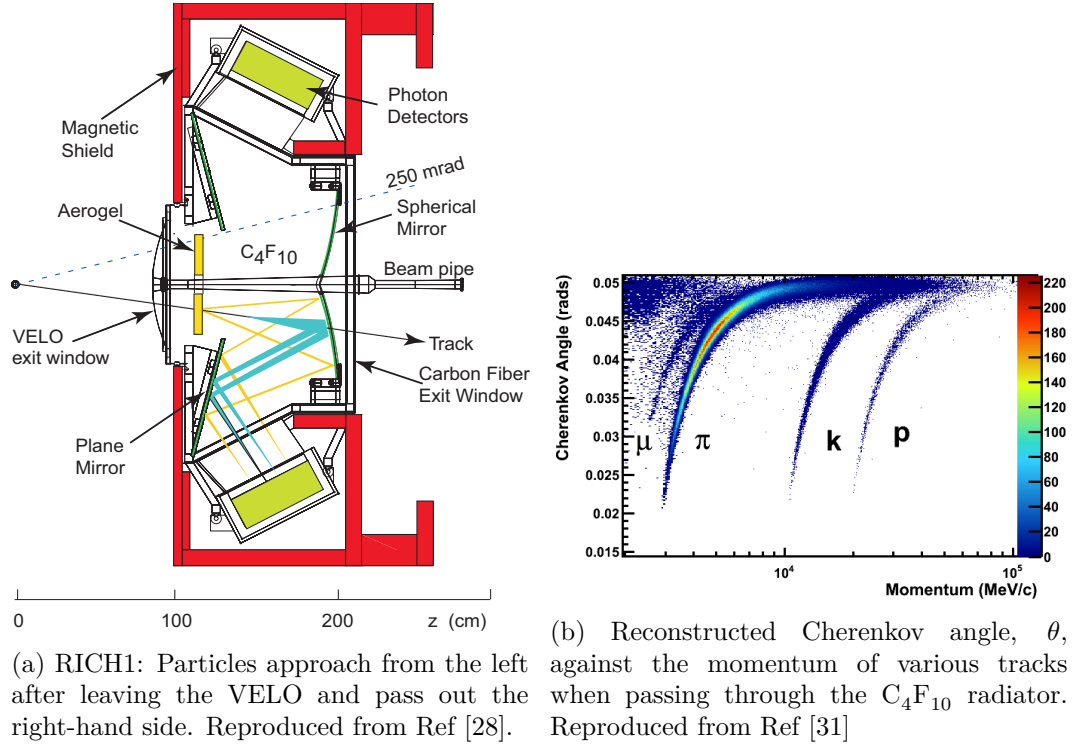 Magnetic
Shield
Photon
Detectors
250 mrad
Aerogel
Spherical
Mirror
C4F10
Beam pipe
VELO
exit window
Track
Carbon Fiber
Exit Window
Plane
Mirror
0 100 200 z (cm)
(a) RICH1: Particles approach from the left
after leaving the VELO and pass out the
right-hand side. Reproduced from Ref [28].
Cherenkov Angle (rads)
0.05
0.045
0.04
0.035
0.03
0.025
0.02
0.015
μ
π
k
p
220
200
180
160
140
120
100
80
60
40
20
0
10^4
10^5
Momentum (MeV/c)
(b) Reconstructed Cherenkov angle, θ,
against the momentum of various tracks
when passing through the C4F10 radiator.
Reproduced from Ref [31]